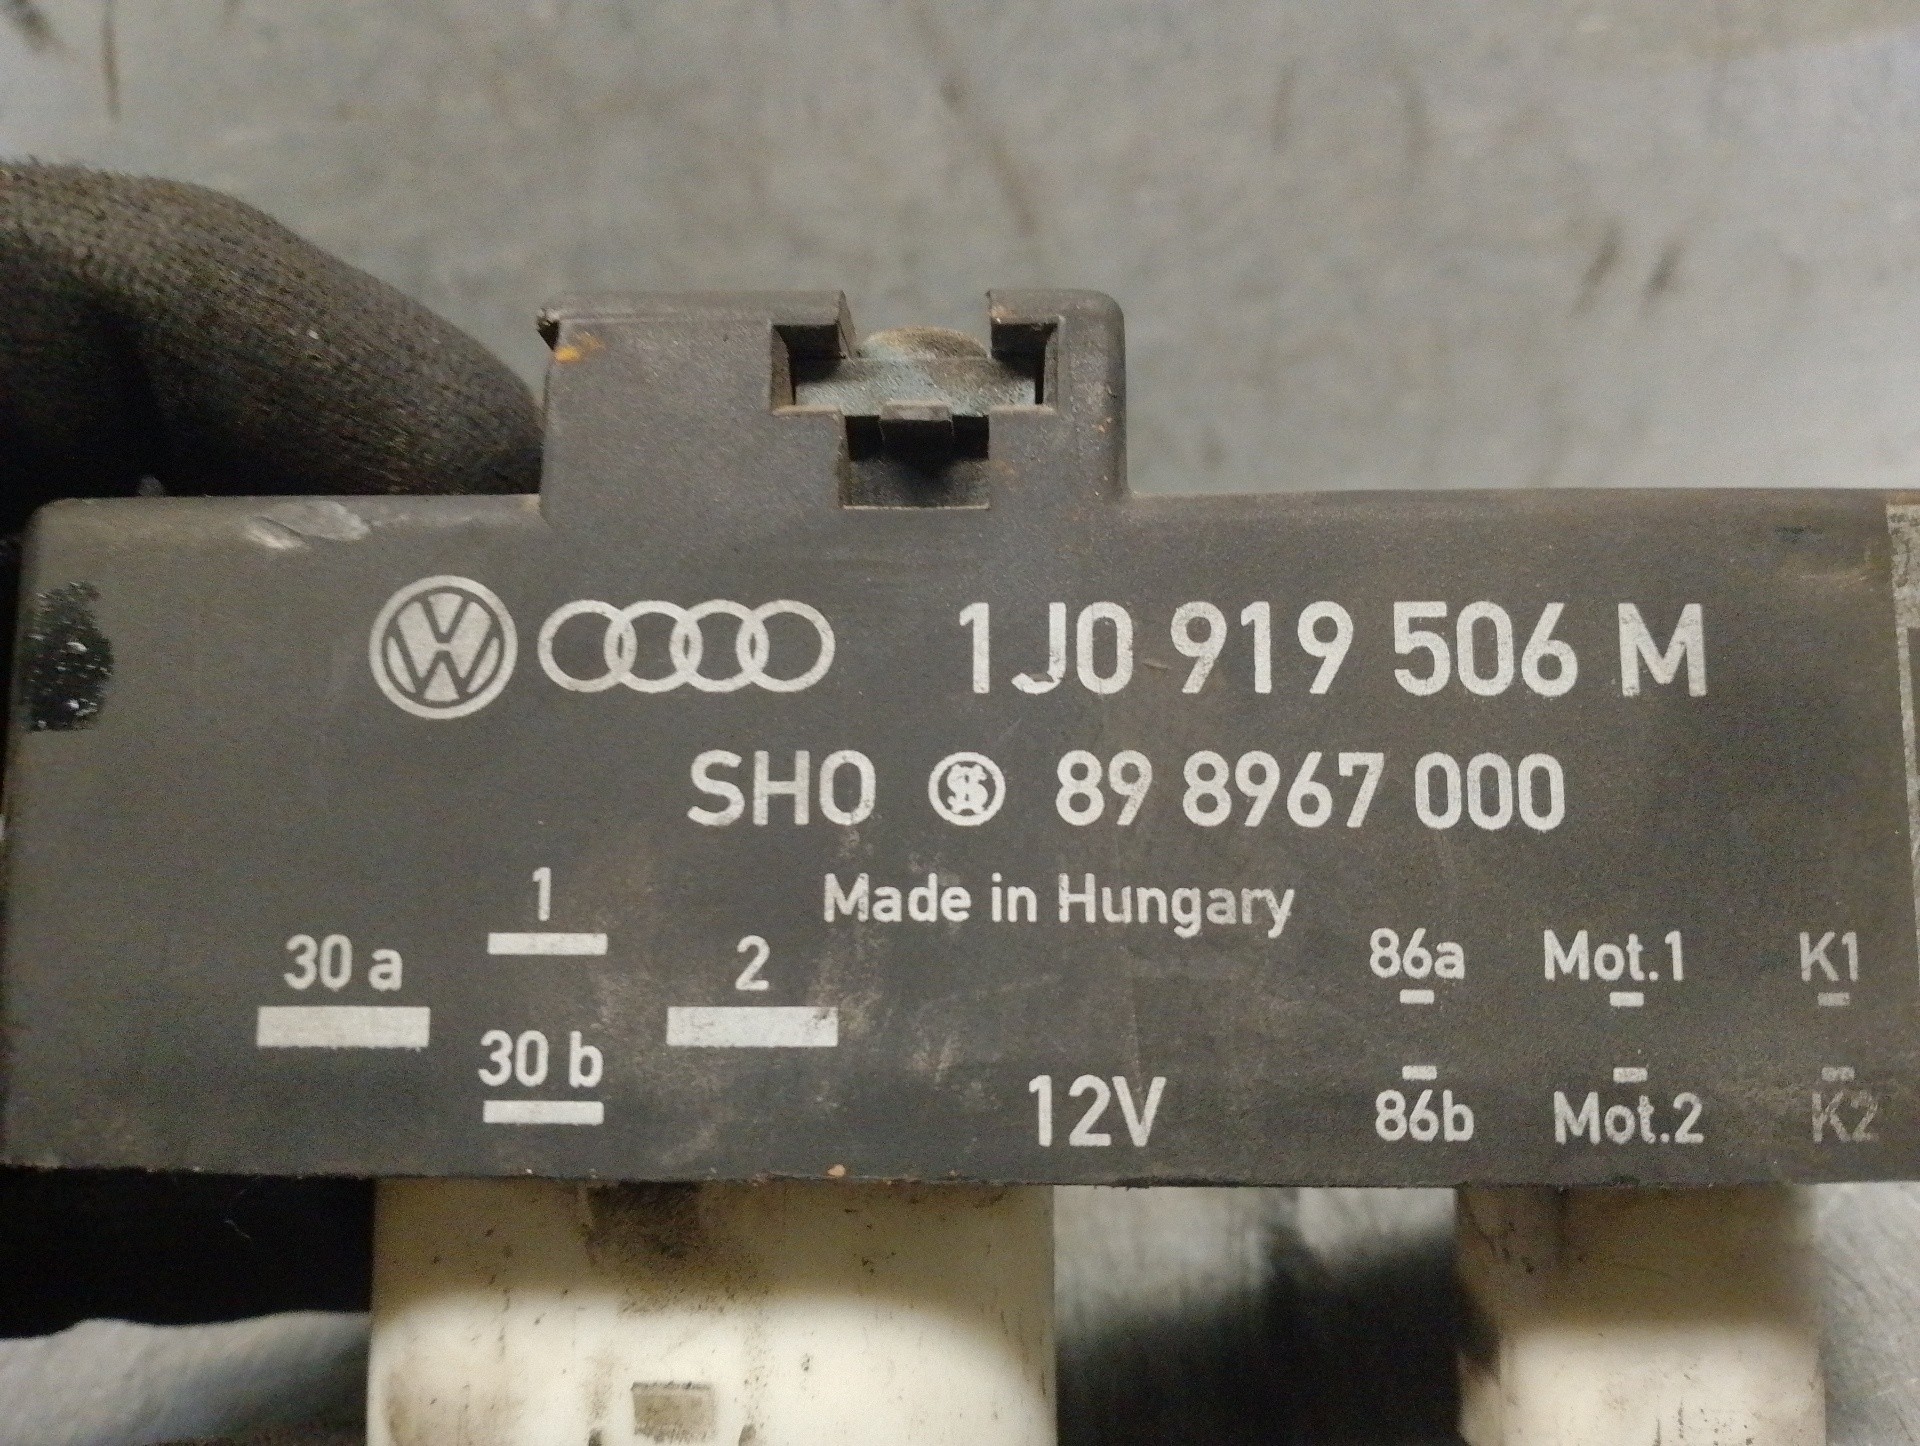 1J0 919 506 M
SHO 89 8967 000
Made in Hungary
1
30 a
2
86a Mot.1 K1
30 b
12V
86b Mot.2 K2